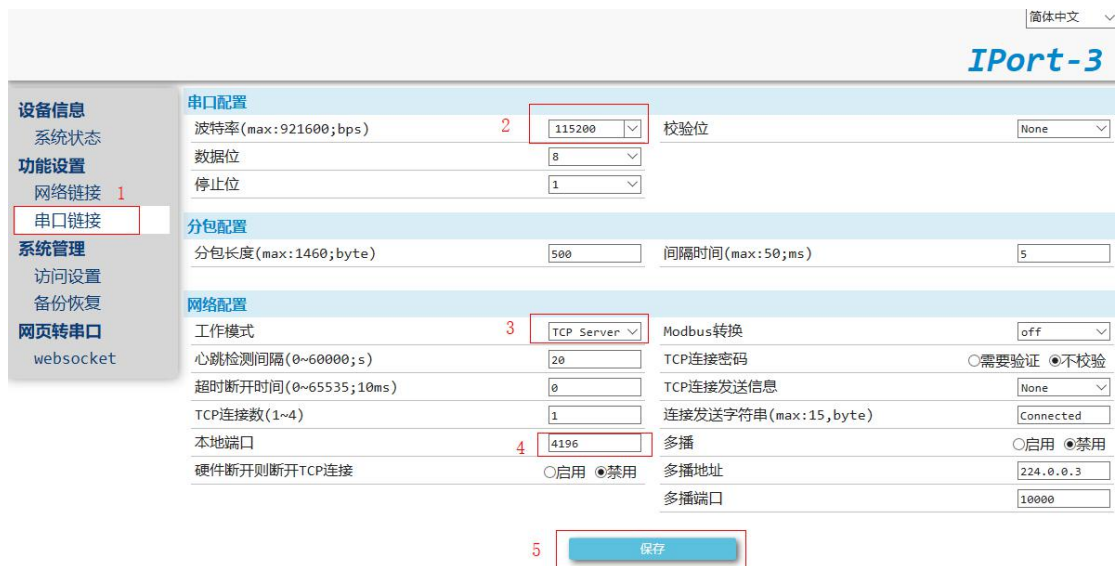 简体中文
IPort-3
设备信息
系统状态
功能设置
网络链接 1
串口链接
系统管理
访问设置
备份恢复
网页转串口
websocket
串口配置
波特率(max:921600;bps) 2 115200 校验位 None
数据位 8
停止位 1
分包配置
分包长度(max:1460;byte) 500 间隔时间(max:50;ms) 5
网络配置
工作模式 3 TCP Server Modbus转换 off
心跳检测间隔(0~60000;s) 20 TCP连接密码 需要验证 不校验
超时断开时间(0~65535;10ms) 0 TCP连接发送信息 None
TCP连接数(1~4) 1 连接发送字符串(max:15,byte) Connected
本地端口 4 4196 多播 启用 禁用
硬件断开则断开TCP连接 启用 禁用 多播地址 224.0.0.3
多播端口 10000
5 保存